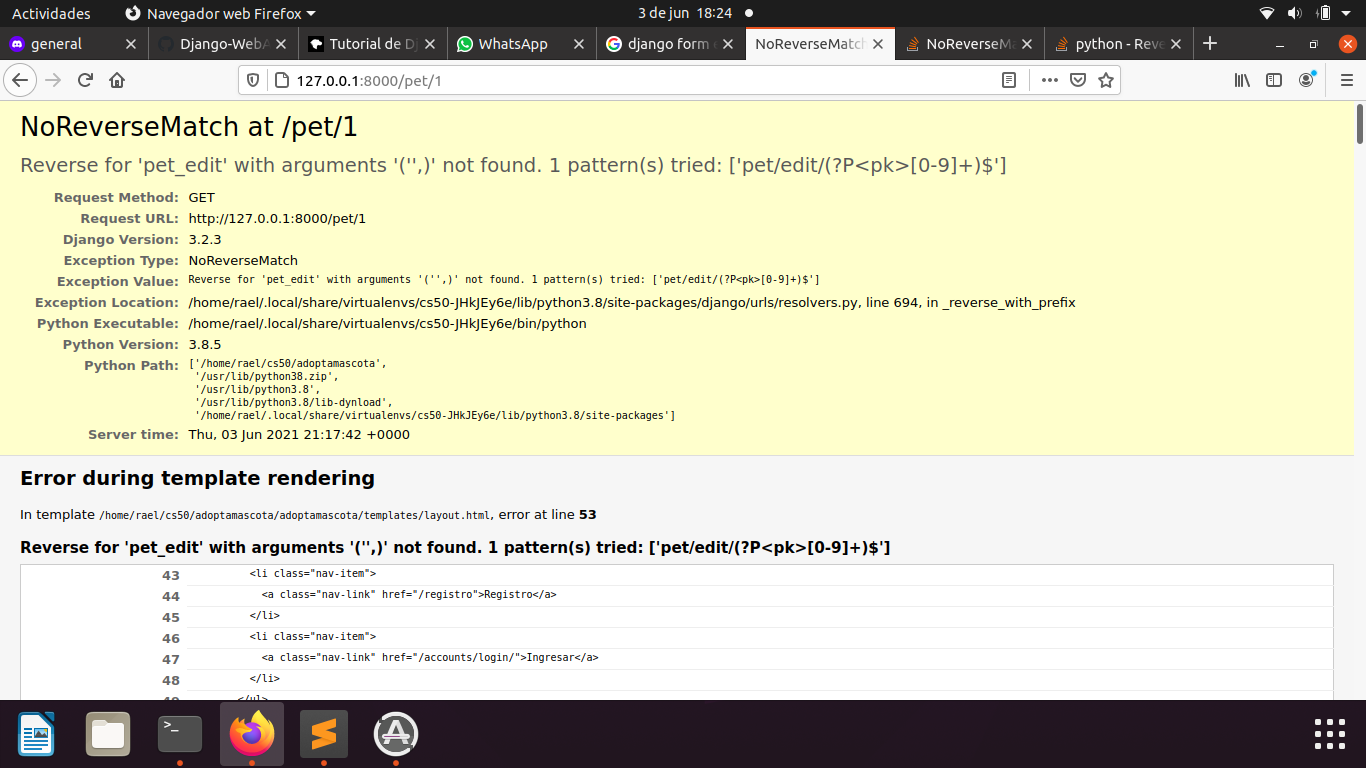 Actividades
Navegador web Firefox
3 de jun 18:24
general
Django-WebA
Tutorial de Dj
WhatsApp
django form
NoReverseMatch
NoReverseMa
python - Reve
127.0.0.1:8000/pet/1
NoReverseMatch at /pet/1
Reverse for 'pet_edit' with arguments '('',)' not found. 1 pattern(s) tried: ['pet/edit/(?P<pk>[0-9]+)$']
Request Method: GET
Request URL: http://127.0.0.1:8000/pet/1
Django Version: 3.2.3
Exception Type: NoReverseMatch
Exception Value: Reverse for 'pet_edit' with arguments '('',)' not found. 1 pattern(s) tried: ['pet/edit/(?P<pk>[0-9]+)$']
Exception Location: /home/rael/.local/share/virtualenvs/cs50-JHkJEy6e/lib/python3.8/site-packages/django/urls/resolvers.py, line 694, in _reverse_with_prefix
Python Executable: /home/rael/.local/share/virtualenvs/cs50-JHkJEy6e/bin/python
Python Version: 3.8.5
Python Path: ['/home/rael/cs50/adoptamascota',
'/usr/lib/python38.zip',
'/usr/lib/python3.8',
'/usr/lib/python3.8/lib-dynload',
'/home/rael/.local/share/virtualenvs/cs50-JHkJEy6e/lib/python3.8/site-packages']
Server time: Thu, 03 Jun 2021 21:17:42 +0000
Error during template rendering
In template /home/rael/cs50/adoptamascota/adoptamascota/templates/layout.html, error at line 53
Reverse for 'pet_edit' with arguments '('',)' not found. 1 pattern(s) tried: ['pet/edit/(?P<pk>[0-9]+)$']
43 <li class="nav-item">
44 <a class="nav-link" href="/registro">Registro</a>
45 </li>
46 <li class="nav-item">
47 <a class="nav-link" href="/accounts/login/">Ingresar</a>
48 </li>
49 </ul>